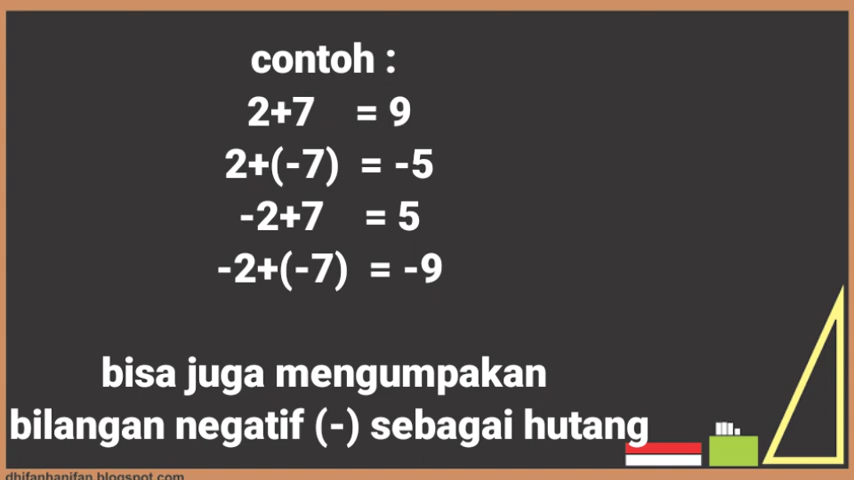 contoh :
2+7 = 9
2+(-7) = -5
-2+7 = 5
-2+(-7) = -9
bisa juga mengumpakan
bilangan negatif (-) sebagai hutang
dhifanhanifan.blogspot.com